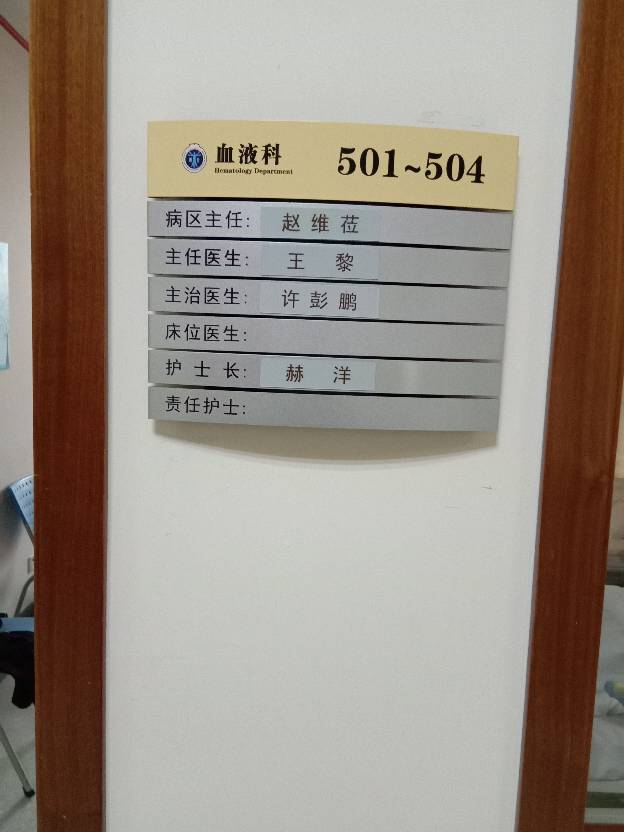 血液科 501~504
Hematology Department
病区主任: 赵维莅
主任医生: 王 黎
主治医生: 许彭鹏
床位医生:
护士长: 赫 洋
责任护士: